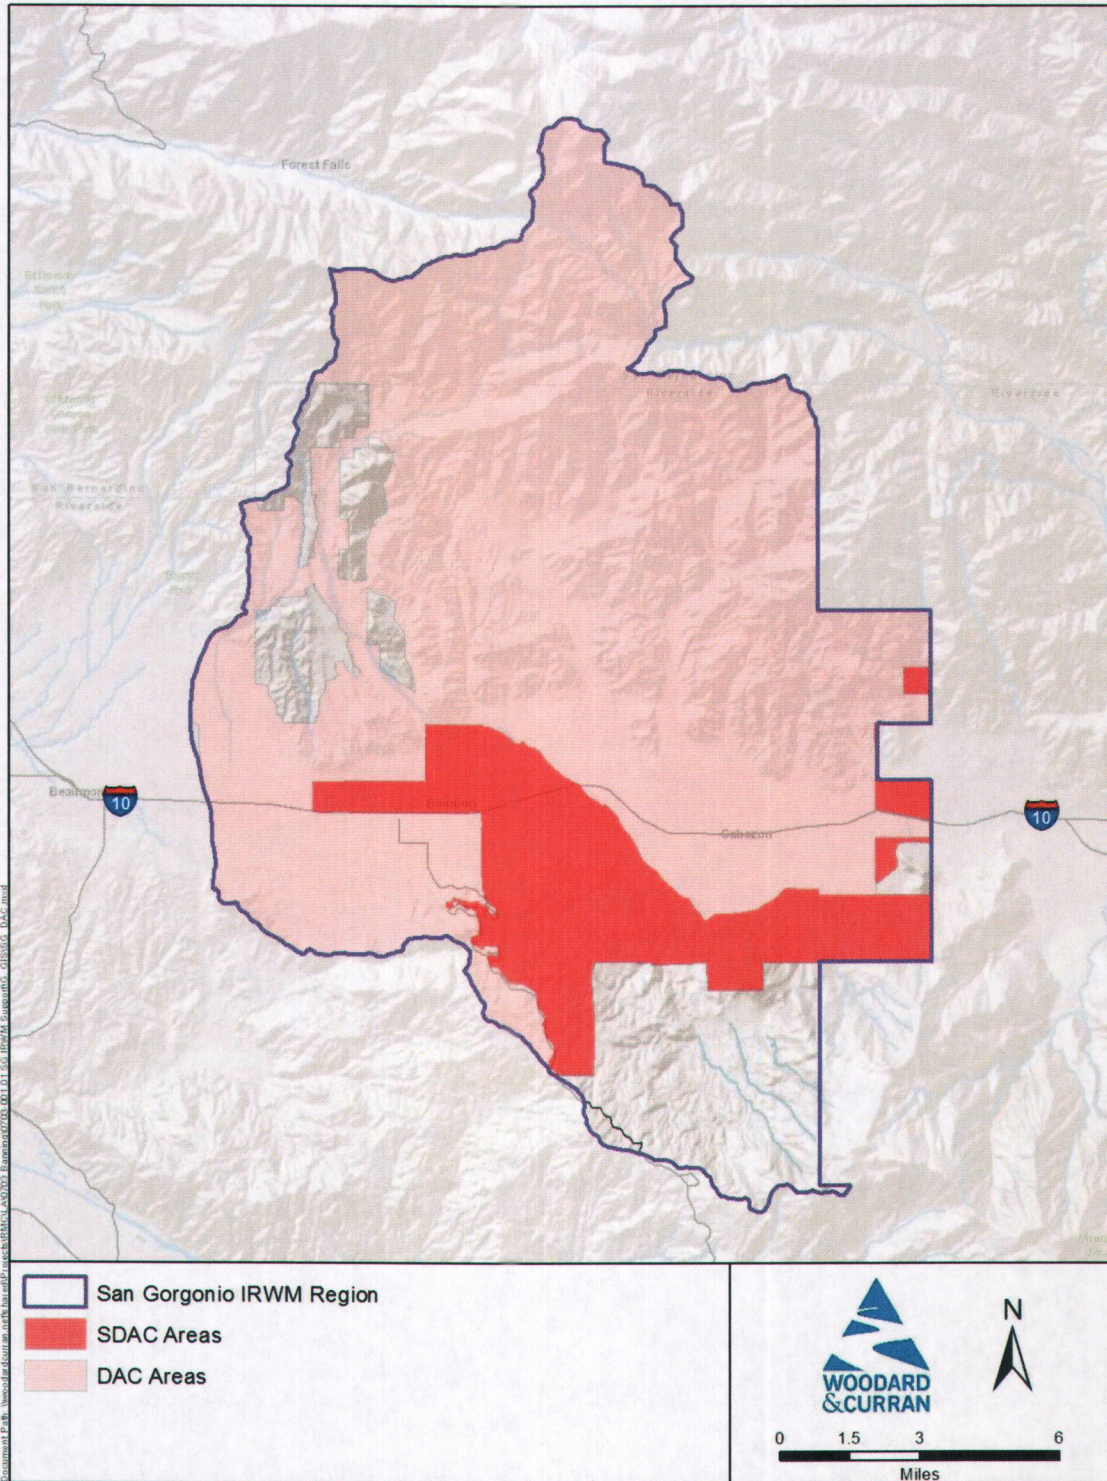 Forest Falls
Riverside
Riverside
San Bernardino
Riverside
Beaumont
10
Banning
Cabazon
10
San Gorgonio IRWM Region
SDAC Areas
DAC Areas
WOODARD
&CURRAN
N
0 1.5 3 6
Miles